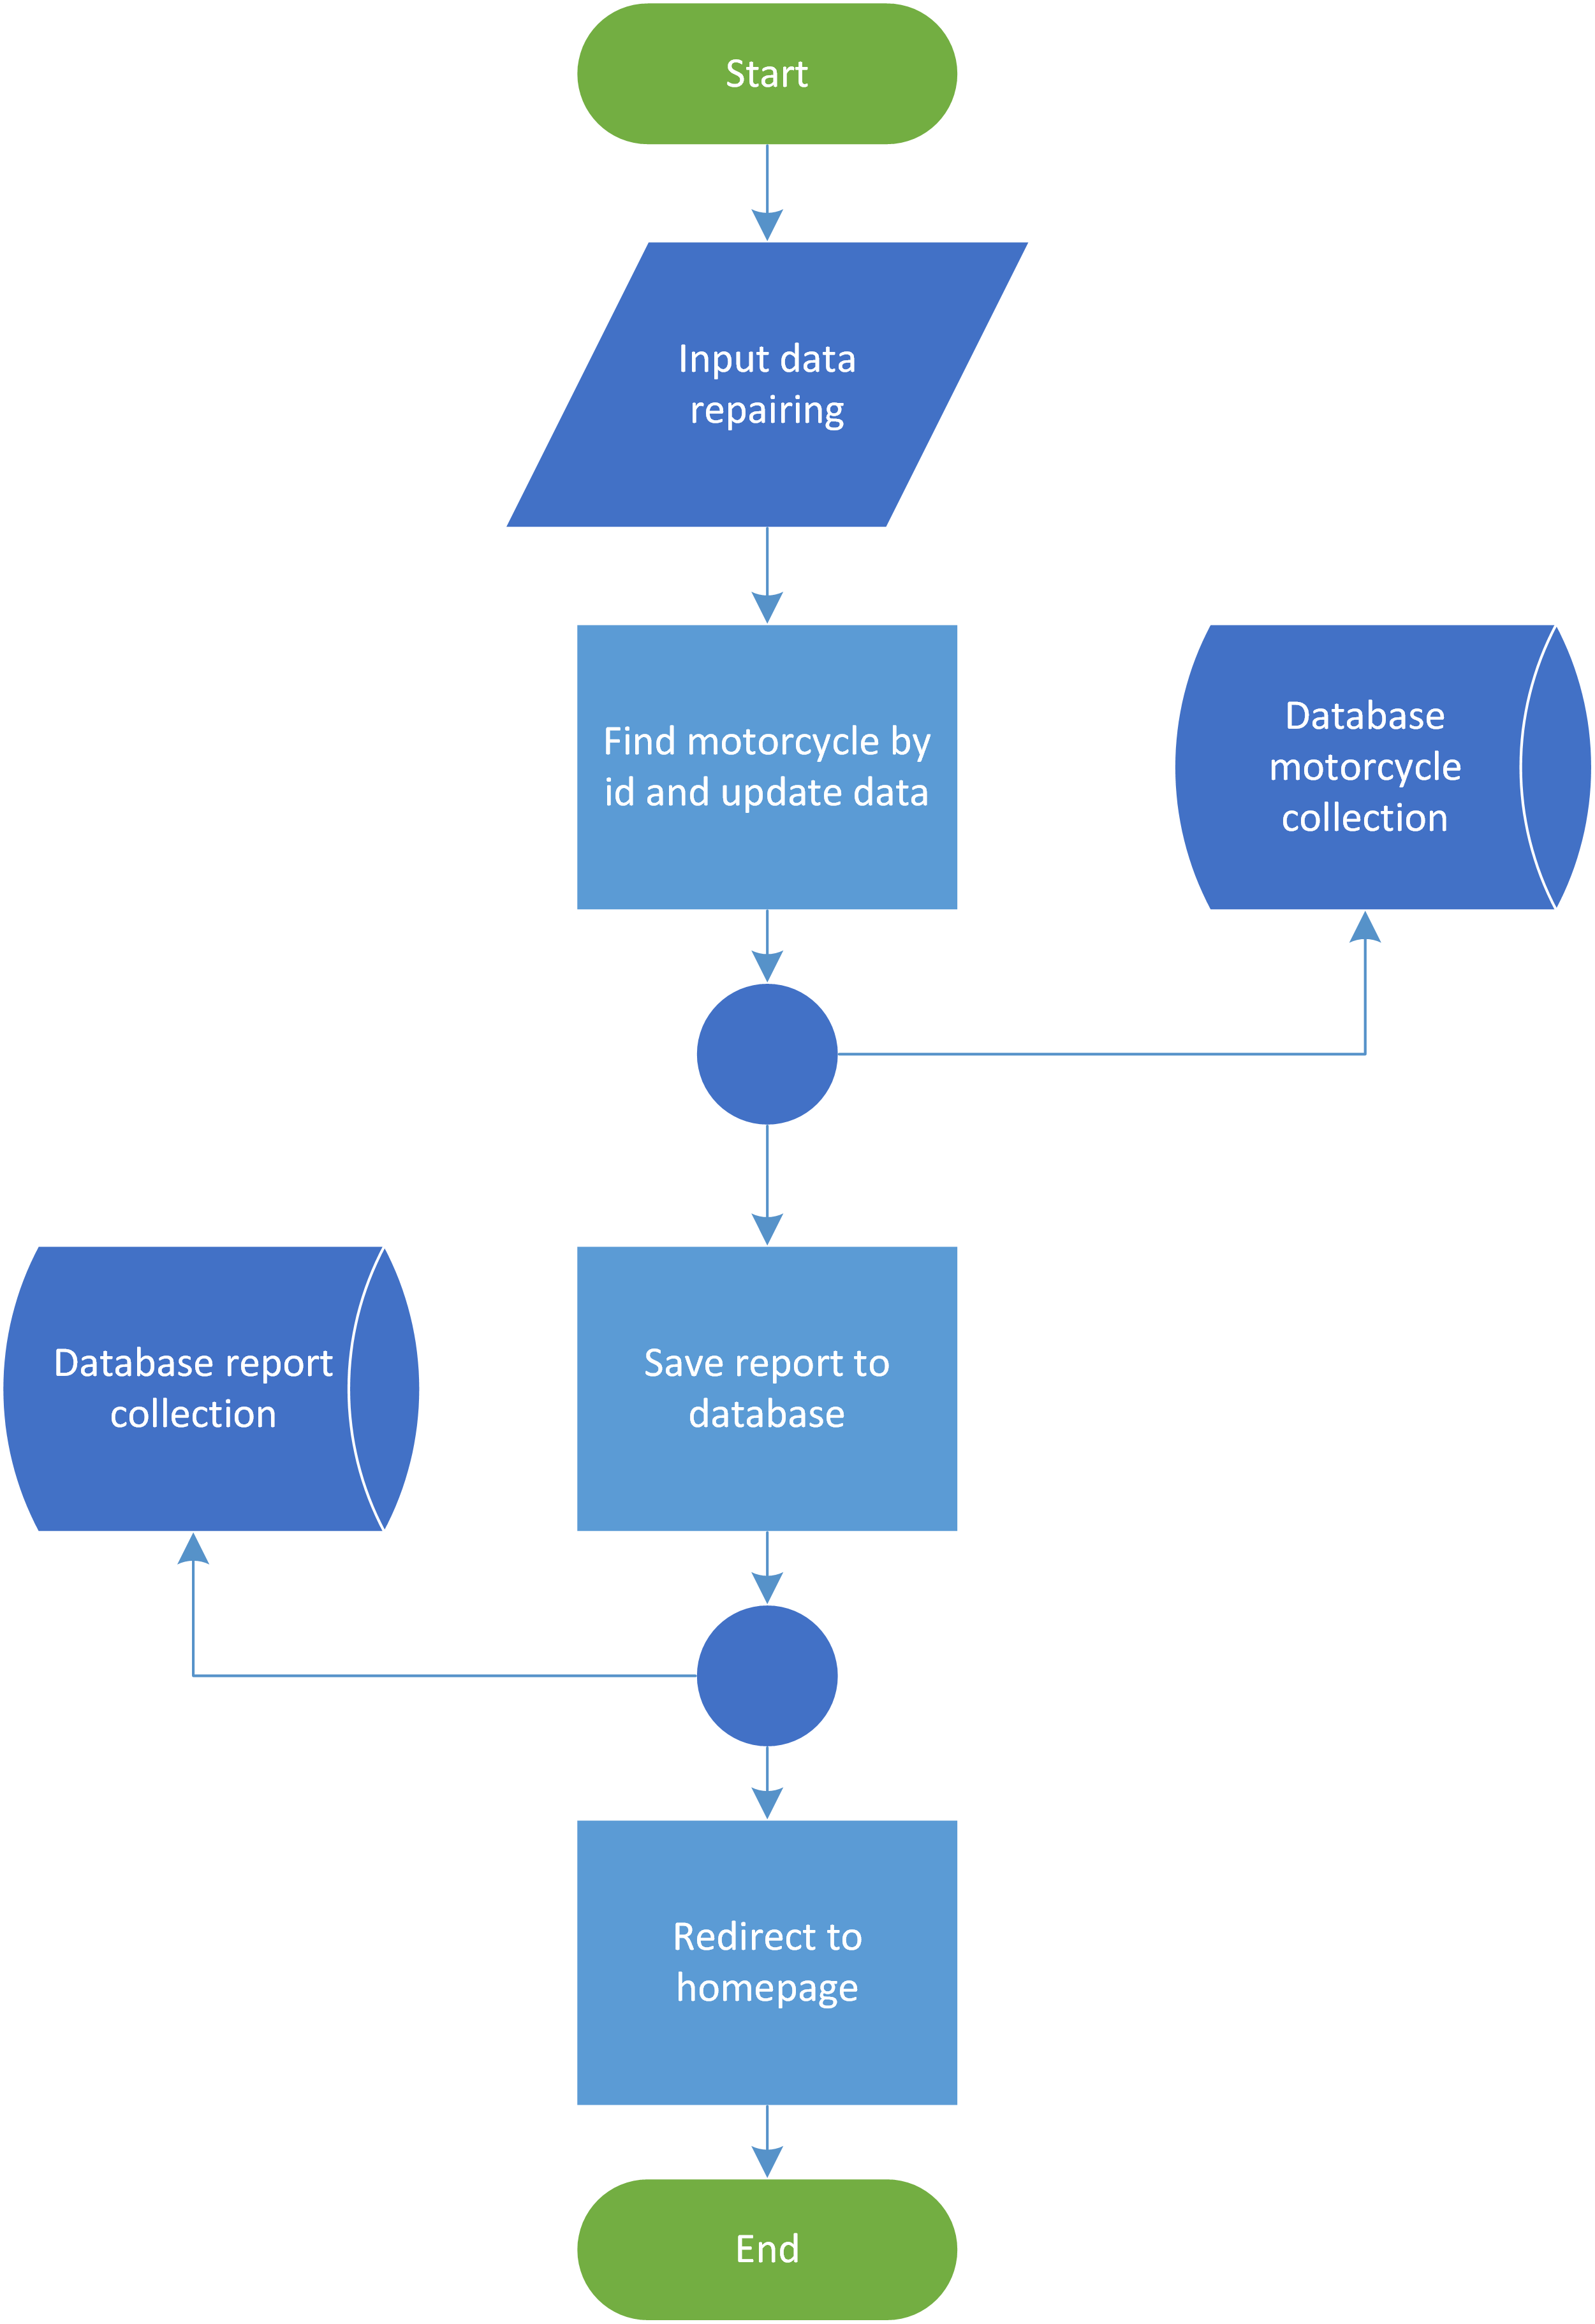 Start
Input data
repairing
Find motorcycle by
id and update data
Database
motorcycle
collection
Database report
collection
Save report to
database
Redirect to
homepage
End